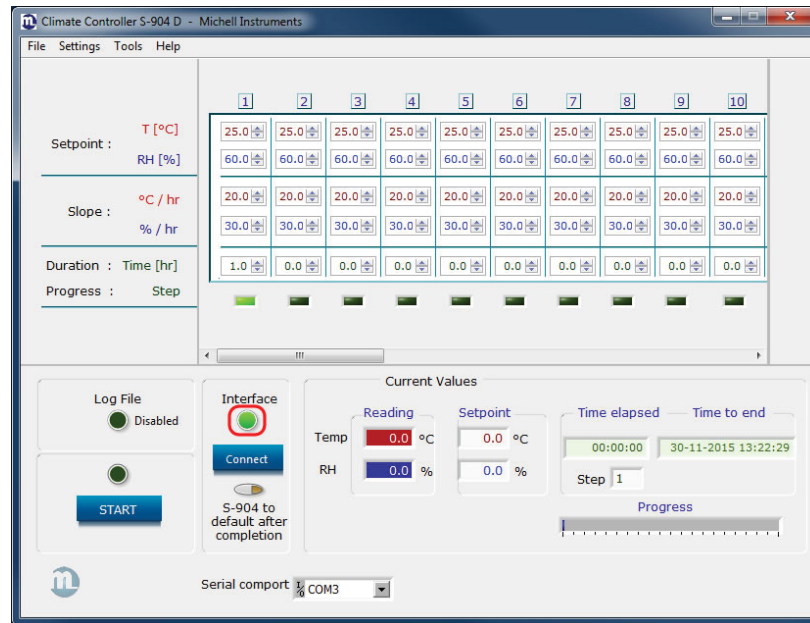 Climate Controller S-904 D - Michell Instruments
File Settings Tools Help
1 2 3 4 5 6 7 8 9 10
Setpoint : T [°C] 25.0 25.0 25.0 25.0 25.0 25.0 25.0 25.0 25.0 25.0
RH [%] 60.0 60.0 60.0 60.0 60.0 60.0 60.0 60.0 60.0 60.0
Slope : °C / hr 20.0 20.0 20.0 20.0 20.0 20.0 20.0 20.0 20.0 20.0
% / hr 30.0 30.0 30.0 30.0 30.0 30.0 30.0 30.0 30.0 30.0
Duration : Time [hr] 1.0 0.0 0.0 0.0 0.0 0.0 0.0 0.0 0.0 0.0
Progress : Step
Log File
Disabled
START
Interface
Connect
S-904 to
default after
completion
Current Values
Reading Setpoint
Temp 0.0 °C 0.0 °C
RH 0.0 % 0.0 %
Time elapsed Time to end
00:00:00 30-11-2015 13:22:29
Step 1
Progress
Serial comport I/O COM3